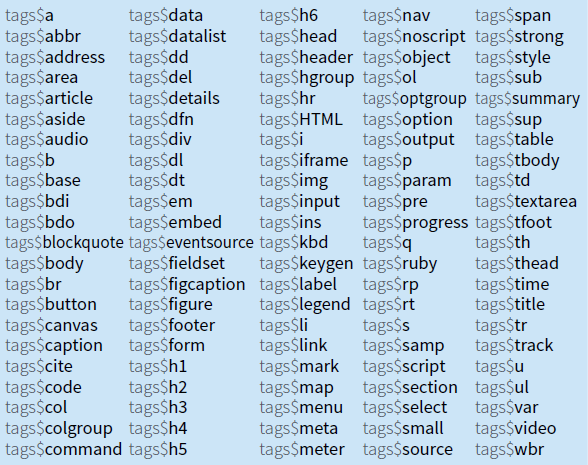 tags$a tags$data tags$h6 tags$nav tags$span
tags$abbr tags$datalist tags$head tags$noscript tags$strong
tags$address tags$dd tags$header tags$object tags$style
tags$area tags$del tags$hgroup tags$ol tags$sub
tags$article tags$details tags$hr tags$optgroup tags$summary
tags$aside tags$dfn tags$HTML tags$option tags$sup
tags$audio tags$div tags$i tags$output tags$table
tags$b tags$dl tags$iframe tags$p tags$tbody
tags$base tags$dt tags$img tags$param tags$td
tags$bdi tags$em tags$input tags$pre tags$textarea
tags$bdo tags$embed tags$ins tags$progress tags$tfoot
tags$blockquote tags$eventsource tags$kbd tags$q tags$th
tags$body tags$fieldset tags$keygen tags$ruby tags$thead
tags$br tags$figcaption tags$label tags$rp tags$time
tags$button tags$figure tags$legend tags$rt tags$title
tags$canvas tags$footer tags$li tags$s tags$tr
tags$caption tags$form tags$link tags$samp tags$track
tags$cite tags$h1 tags$mark tags$script tags$u
tags$code tags$h2 tags$map tags$section tags$ul
tags$col tags$h3 tags$menu tags$select tags$var
tags$colgroup tags$h4 tags$meta tags$small tags$video
tags$command tags$h5 tags$meter tags$source tags$wbr